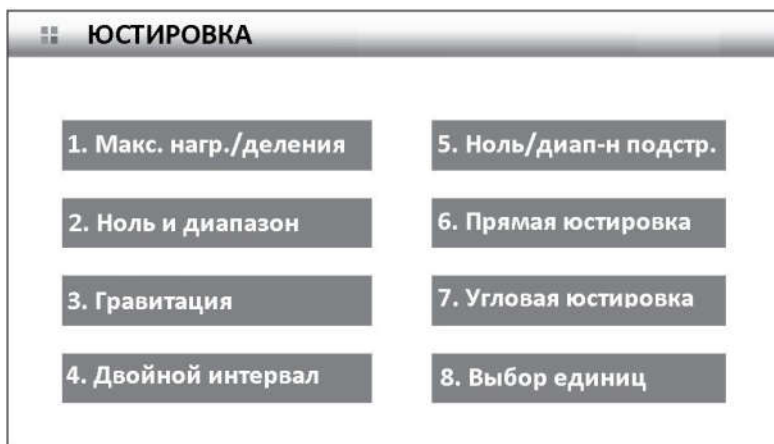 ЮСТИРОВКА
1. Макс. нагр./деления
2. Ноль и диапазон
3. Гравитация
4. Двойной интервал
5. Ноль/диап-н подстр.
6. Прямая юстировка
7. Угловая юстировка
8. Выбор единиц